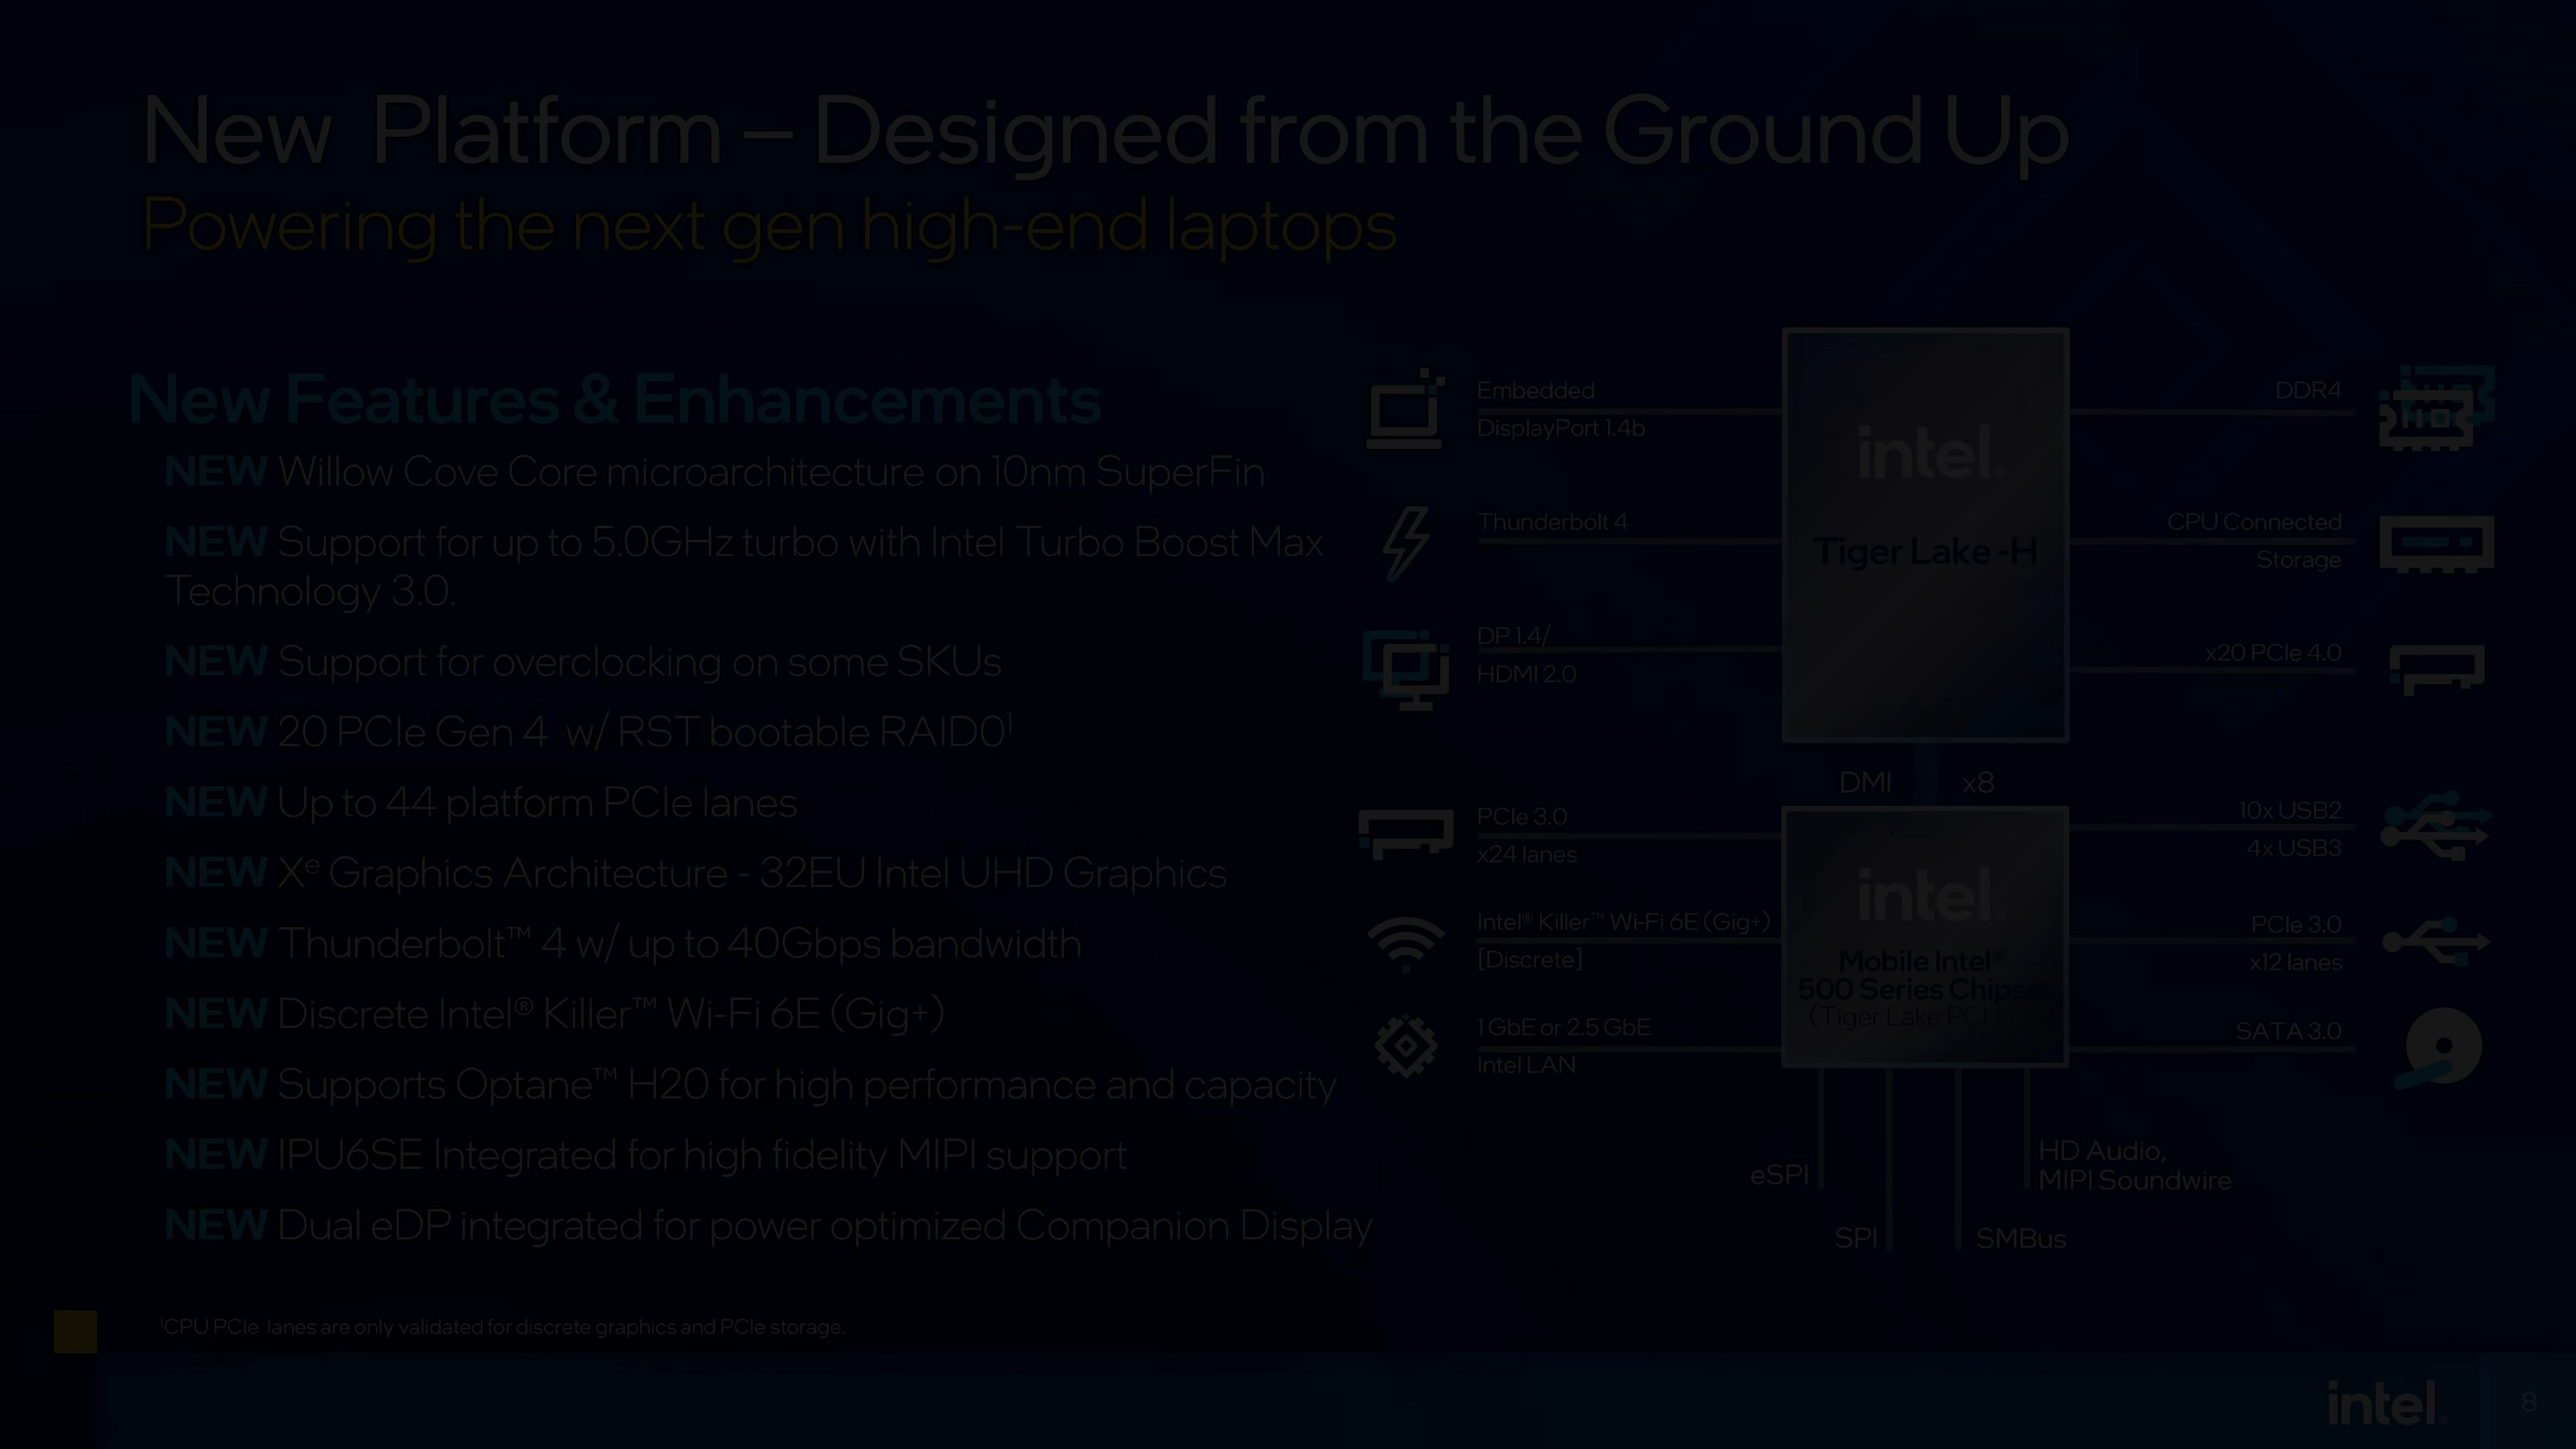 New Platform – Designed from the Ground Up
Powering the next gen high-end laptops
New Features & Enhancements
NEW Willow Cove Core microarchitecture on 10nm SuperFin
NEW Support for up to 5.0GHz turbo with Intel Turbo Boost Max
Technology 3.0.
NEW Support for overclocking on some SKUs
NEW 20 PCIe Gen 4 w/ RST bootable RAID0¹
NEW Up to 44 platform PCIe lanes
NEW Xᵉ Graphics Architecture - 32EU Intel UHD Graphics
NEW Thunderbolt™ 4 w/ up to 40Gbps bandwidth
NEW Discrete Intel® Killer™ Wi-Fi 6E (Gig+)
NEW Supports Optane™ H20 for high performance and capacity
NEW IPU6SE Integrated for high fidelity MIPI support
NEW Dual eDP integrated for power optimized Companion Display
Embedded
DisplayPort 1.4b
Thunderbolt 4
DP 1.4/
HDMI 2.0
intel.
Tiger Lake -H
DDR4
CPU Connected
Storage
x20 PCIe 4.0
DMI x8
PCIe 3.0
x24 lanes
Intel® Killer™ Wi-Fi 6E (Gig+)
[Discrete]
1 GbE or 2.5 GbE
Intel LAN
intel.
Mobile Intel®
500 Series Chipset
(Tiger Lake PCH
10x USB2
4x USB3
PCIe 3.0
x12 lanes
SATA 3.0
eSPI
SPI
SMBus
HD Audio,
MIPI Soundwire
¹CPU PCIe lanes are only validated for discrete graphics and PCIe storage.
intel.
8